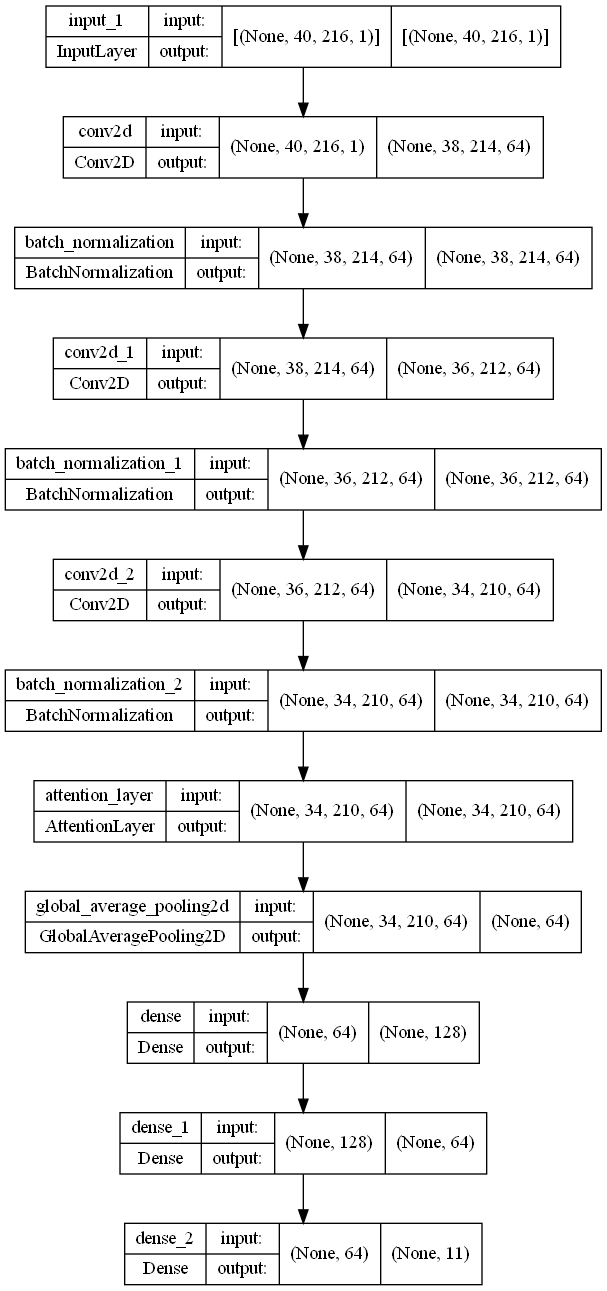 input_1 input: [(None, 40, 216, 1)] [(None, 40, 216, 1)]
InputLayer output:
conv2d input: (None, 40, 216, 1) (None, 38, 214, 64)
Conv2D output:
batch_normalization input: (None, 38, 214, 64) (None, 38, 214, 64)
BatchNormalization output:
conv2d_1 input: (None, 38, 214, 64) (None, 36, 212, 64)
Conv2D output:
batch_normalization_1 input: (None, 36, 212, 64) (None, 36, 212, 64)
BatchNormalization output:
conv2d_2 input: (None, 36, 212, 64) (None, 34, 210, 64)
Conv2D output:
batch_normalization_2 input: (None, 34, 210, 64) (None, 34, 210, 64)
BatchNormalization output:
attention_layer input: (None, 34, 210, 64) (None, 34, 210, 64)
AttentionLayer output:
global_average_pooling2d input: (None, 34, 210, 64) (None, 64)
GlobalAveragePooling2D output:
dense input: (None, 64) (None, 128)
Dense output:
dense_1 input: (None, 128) (None, 64)
Dense output:
dense_2 input: (None, 64) (None, 11)
Dense output: